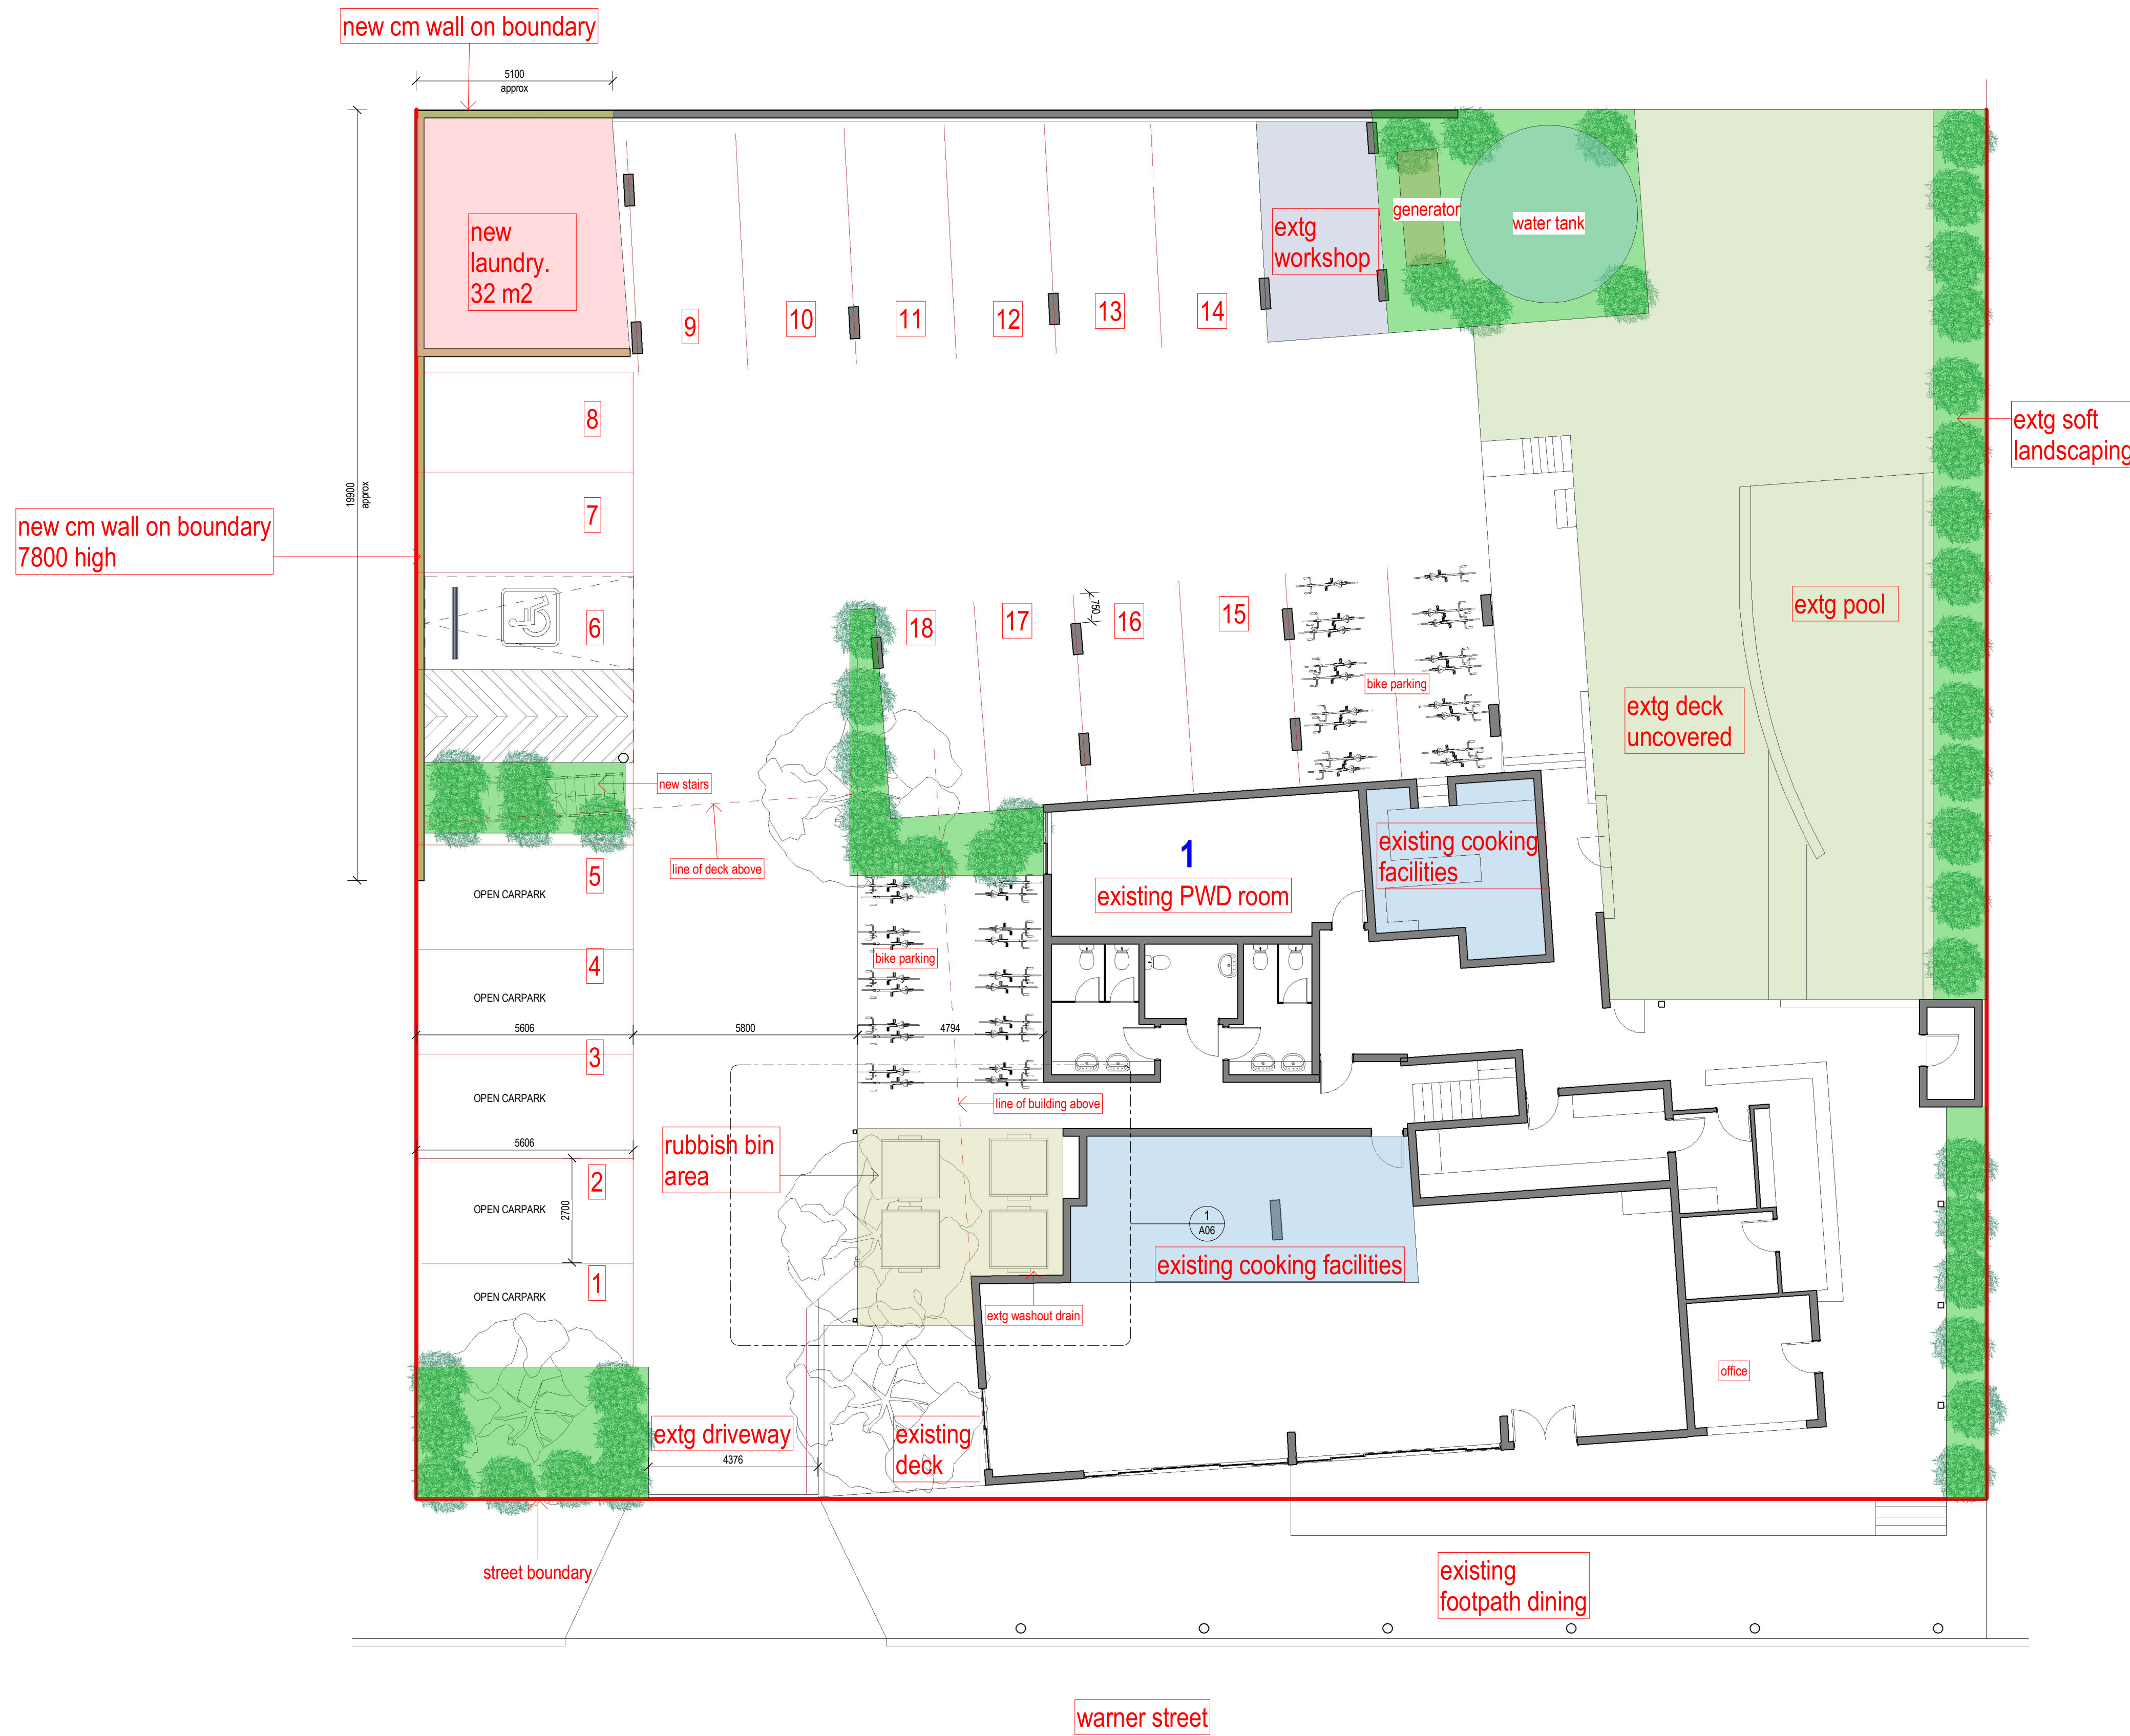 new cm wall on boundary
5100
approx
new
laundry.
32 m2
extg
workshop
generator
water tank
9
10
11
12
13
14
8
extg soft
landscaping
19900
approx
7
new cm wall on boundary
7800 high
6
18
17
750
16
15
extg pool
bike parking
extg deck
uncovered
new stairs
line of deck above
1
existing PWD room
existing cooking
facilities
5
OPEN CARPARK
bike parking
4
OPEN CARPARK
5606
5800
4794
3
OPEN CARPARK
line of building above
5606
rubbish bin
area
2
OPEN CARPARK
2700
1
A06
existing cooking facilities
1
OPEN CARPARK
extg washout drain
office
extg driveway
4376
existing
deck
street boundary
existing
footpath dining
warner street